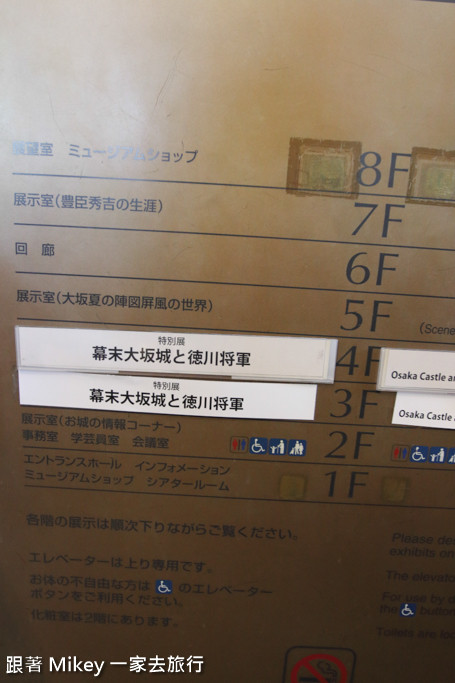 展望室 ミュージアムショップ 8F
展示室(豊臣秀吉の生涯) 7F
回廊 6F
展示室(大坂夏の陣図屏風の世界) 5F (Scene
特別展
幕末大坂城と徳川将軍 4F Osaka Castle an
特別展
幕末大坂城と徳川将軍 3F Osaka Castle
展示室(お城の情報コーナー)
事務室 学芸員室 会議室 2F
エントランスホール インフォメーション
ミュージアムショップ シアタールーム 1F
各階の展示は順次下りながらご覧ください。
エレベーターは上り専用です。
お体の不自由な方は のエレベーター
ボタンをご利用ください。
化粧室は2階にあります。
Please des
exhibits on
The elevat
For use by
the button
Toilets are lo
跟著 Mikey 一家去旅行